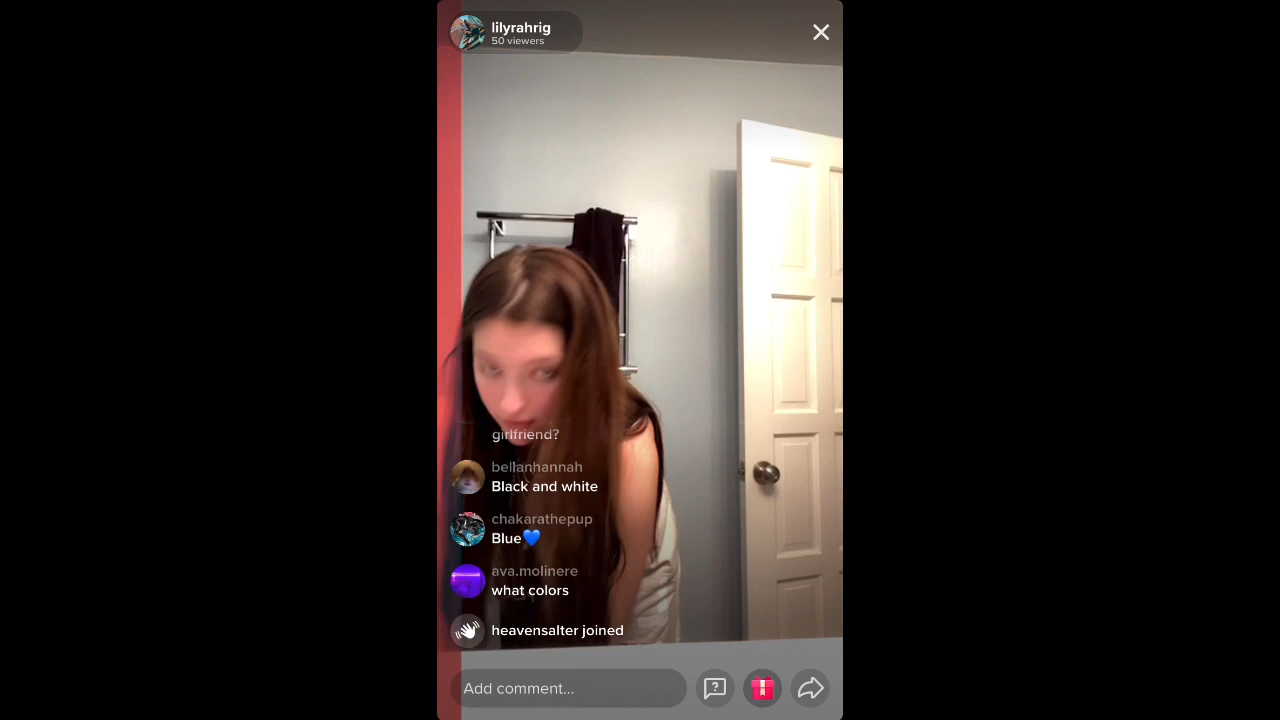 lilyrahrig
50 viewers
girlfriend?
bellanhannah
Black and white
chakarathepup
Blue💙
ava.molinere
what colors
heavensalter joined
Add comment...